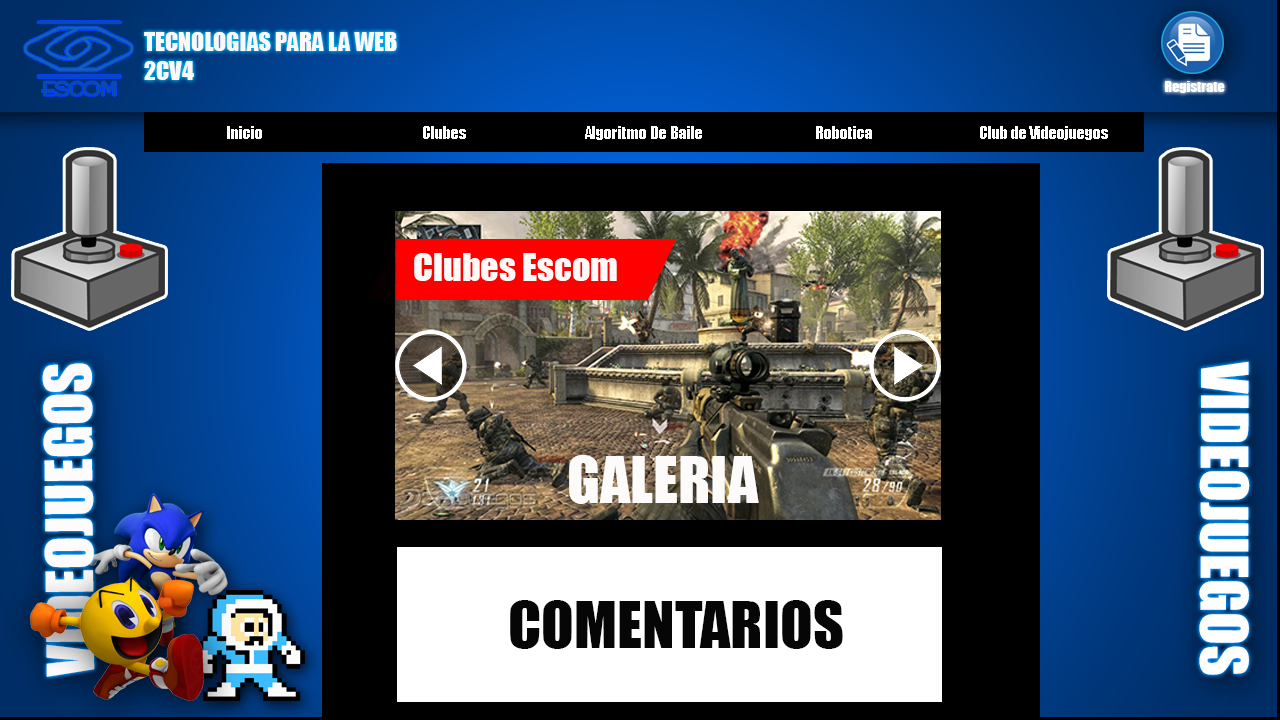 TECNOLOGIAS PARA LA WEB
2CV4
ESCOM
Registrate
Inicio
Clubes
Algoritmo De Baile
Robotica
Club de Videojuegos
Clubes Escom
VIDEOJUEGOS
VIDEOJUEGOS
21
28/90
GALERIA
COMENTARIOS